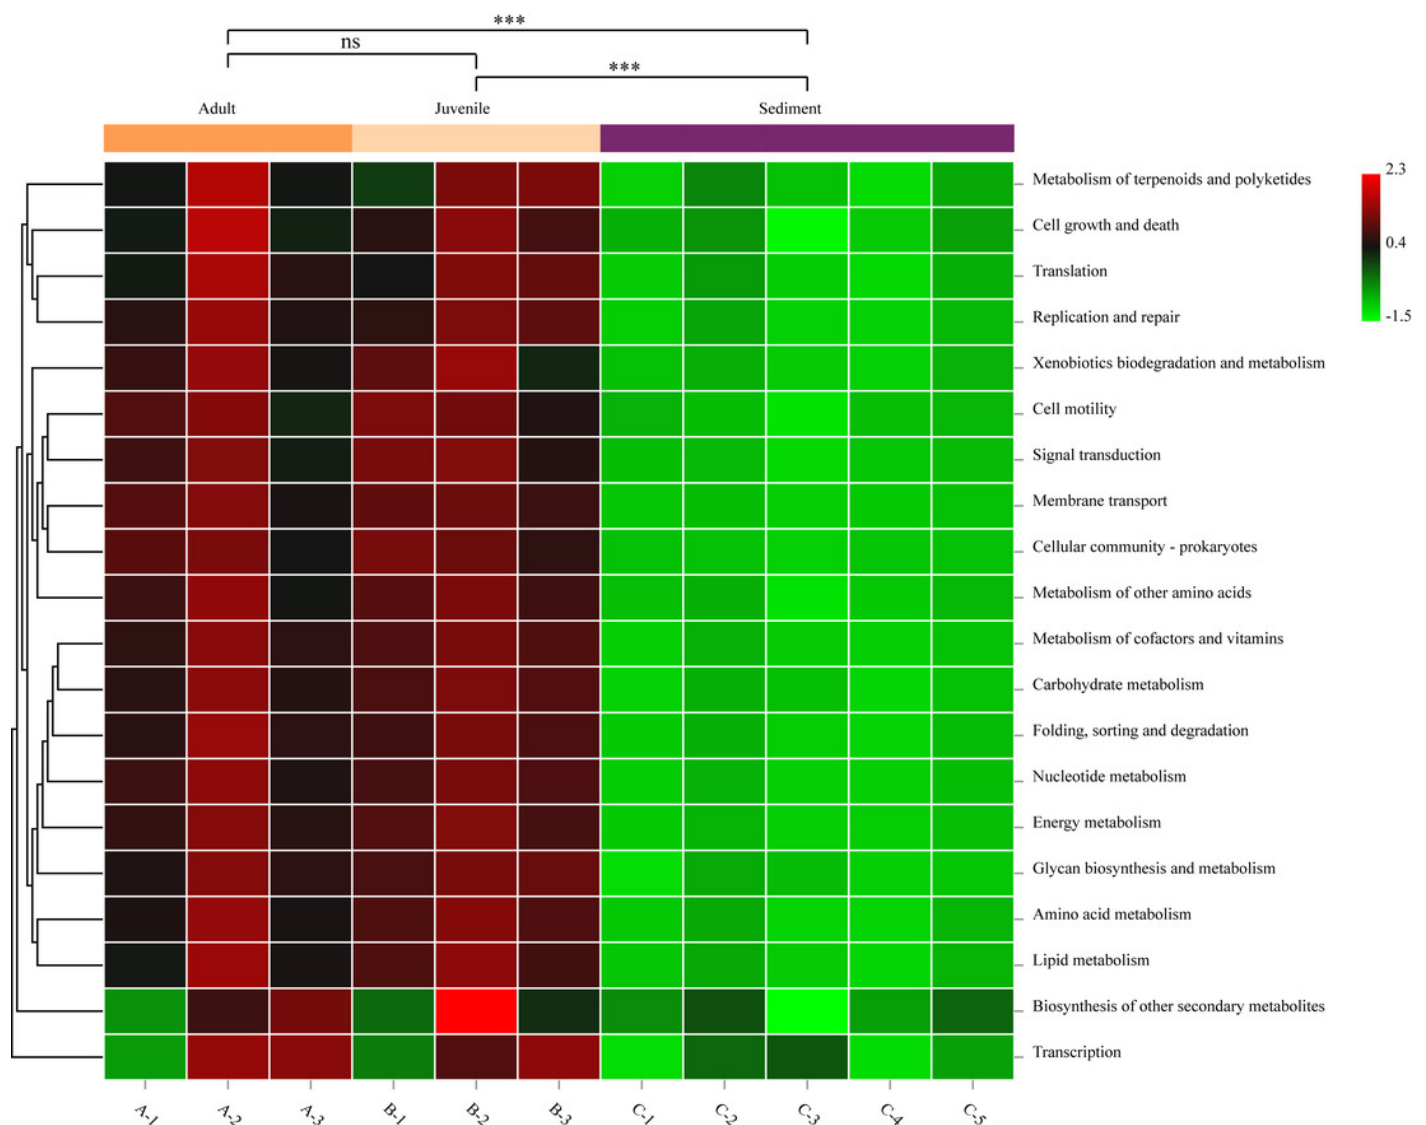 ***
ns
***
Adult Juvenile Sediment
Metabolism of terpenoids and polyketides
2.3
Cell growth and death
0.4
Translation
Replication and repair
-1.5
Xenobiotics biodegradation and metabolism
Cell motility
Signal transduction
Membrane transport
Cellular community - prokaryotes
Metabolism of other amino acids
Metabolism of cofactors and vitamins
Carbohydrate metabolism
Folding, sorting and degradation
Nucleotide metabolism
Energy metabolism
Glycan biosynthesis and metabolism
Amino acid metabolism
Lipid metabolism
Biosynthesis of other secondary metabolites
Transcription
A-1 A-2 A-3 B-1 B-2 B-3 C-1 C-2 C-3 C-4 C-5